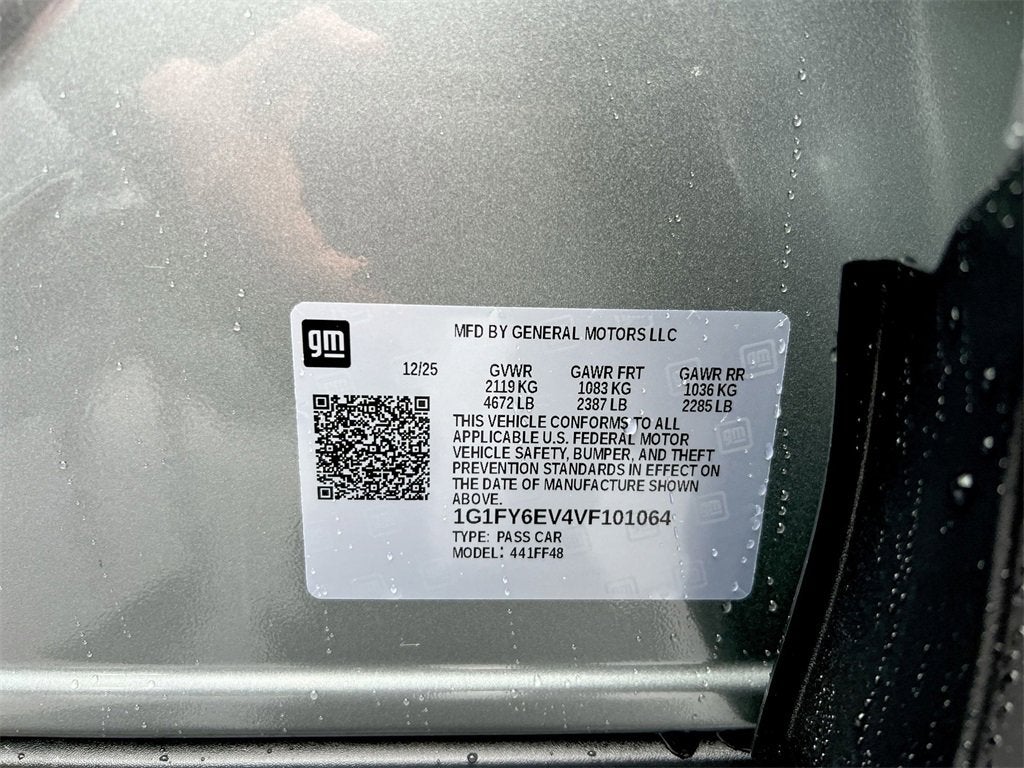 gm
MFD BY GENERAL MOTORS LLC
12/25 GVWR GAWR FRT GAWR RR
2119 KG 1083 KG 1036 KG
4672 LB 2387 LB 2285 LB
THIS VEHICLE CONFORMS TO ALL
APPLICABLE U.S. FEDERAL MOTOR
VEHICLE SAFETY, BUMPER, AND THEFT
PREVENTION STANDARDS IN EFFECT ON
THE DATE OF MANUFACTURE SHOWN
ABOVE.
1G1FY6EV4VF101064
TYPE: PASS CAR
MODEL: 441FF48